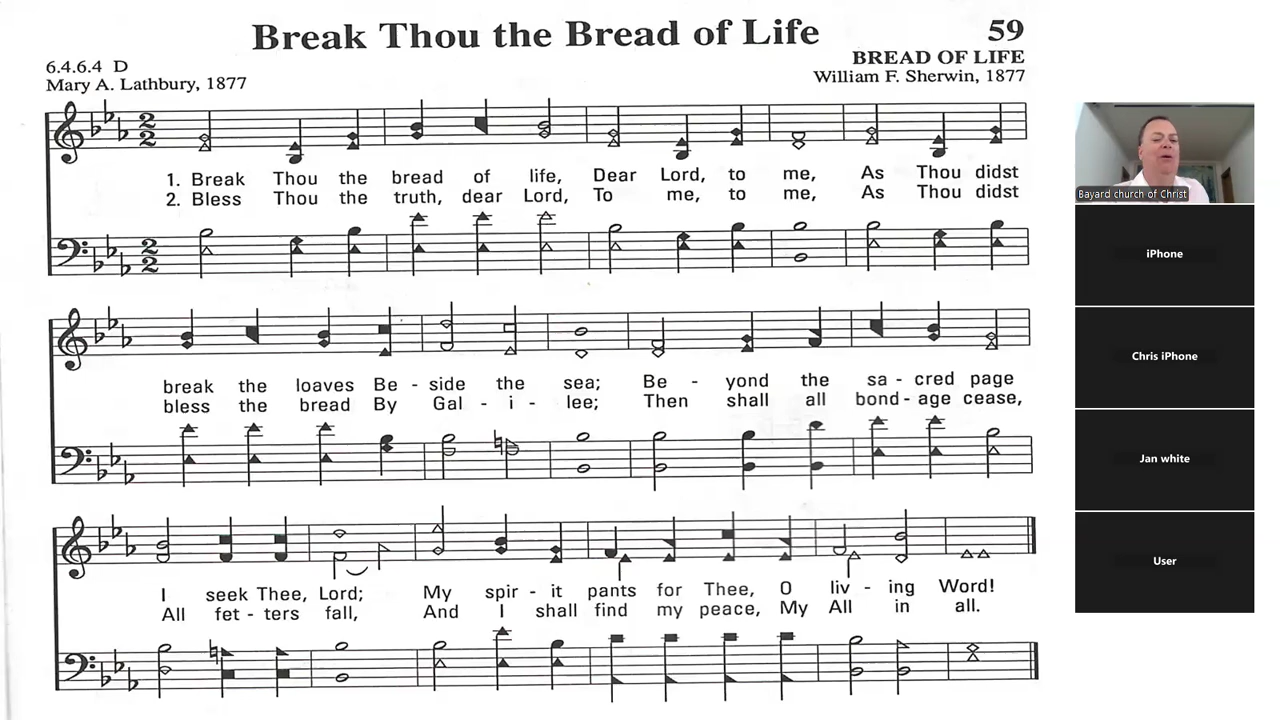 Break Thou the Bread of Life
59
6.4.6.4 D
BREAD OF LIFE
Mary A. Lathbury, 1877
William F. Sherwin, 1877
2
2
1. Break Thou the bread of life, Dear Lord, to me, As Thou didst
2. Bless Thou the truth, dear Lord, To me, to me, As Thou didst
2
2
break the loaves Be - side the sea; Be - yond the sa - cred page
bless the bread By Gal - i - lee; Then shall all bond - age cease,
I seek Thee, Lord; My spir - it pants for Thee, O liv - ing Word!
All fet - ters fall, And I shall find my peace, My All in all.
Bayard church of Christ
iPhone
Chris iPhone
Jan white
User